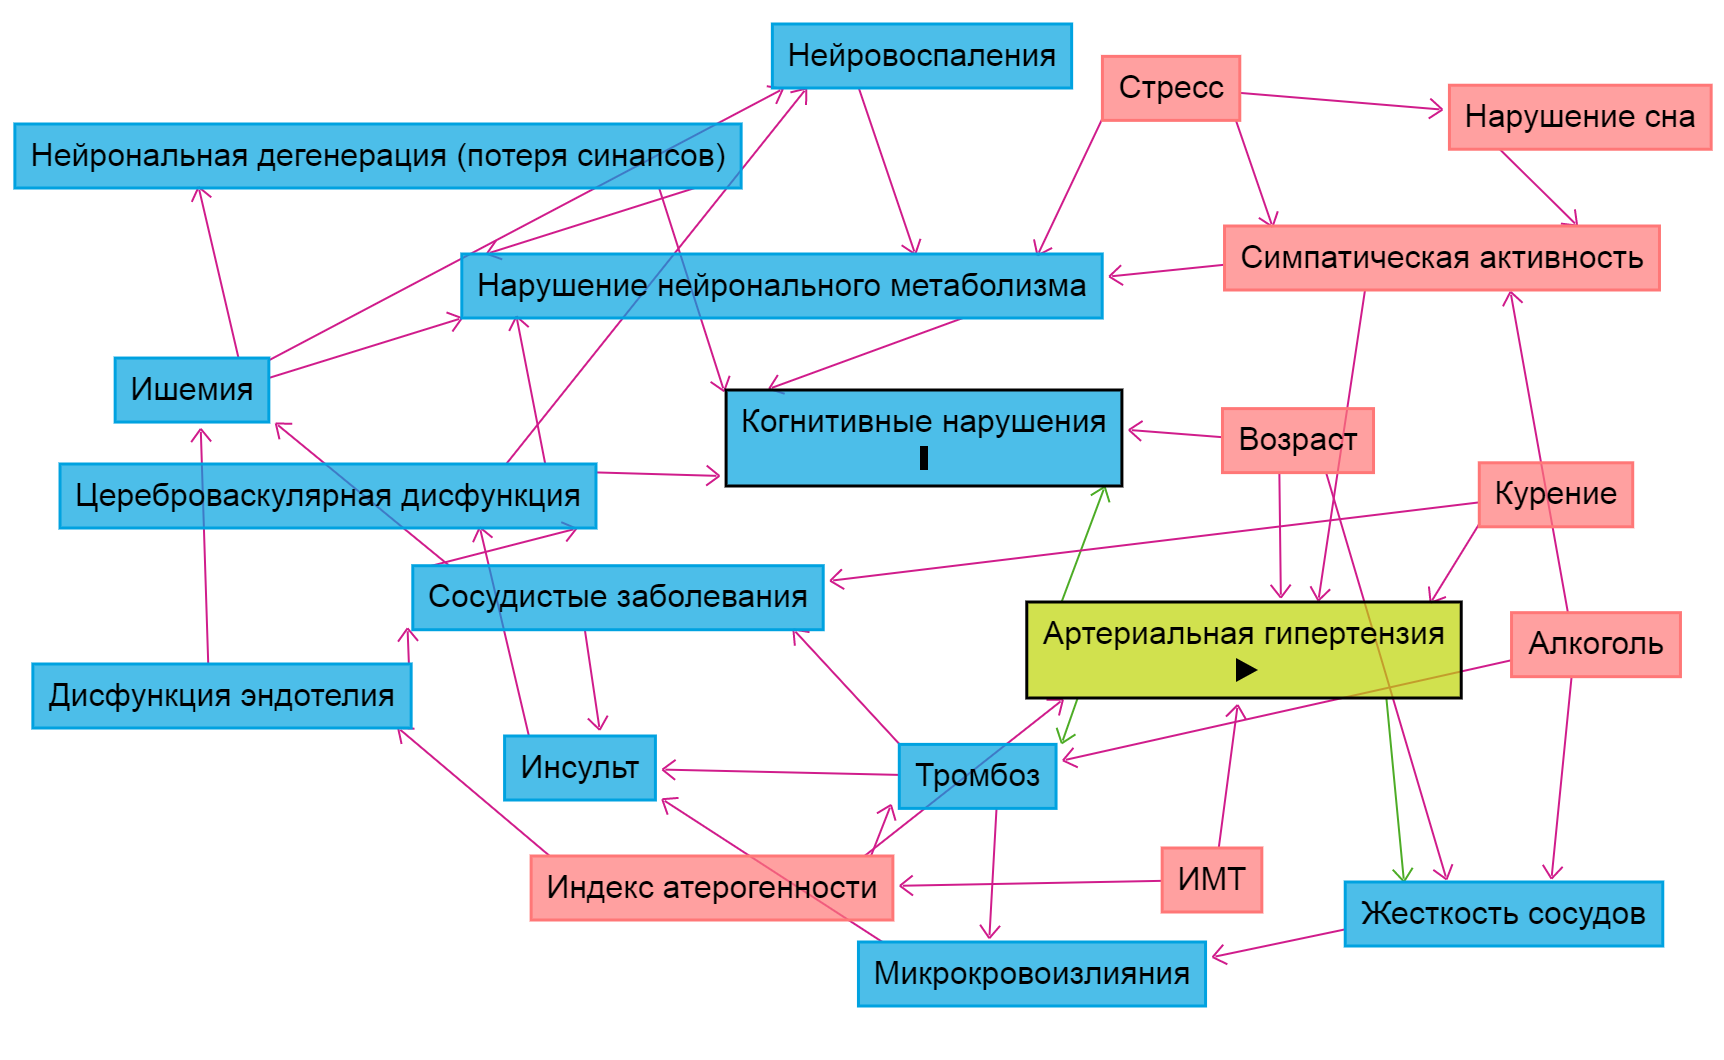 Нейровоспаления
Стресс
Нарушение сна
Нейрональная дегенерация (потеря синапсов)
Симпатическая активность
Нарушение нейронального метаболизма
Ишемия
Когнитивные нарушения
Возраст
Курение
Цереброваскулярная дисфункция
Сосудистые заболевания
Артериальная гипертензия
Алкоголь
Дисфункция эндотелия
Инсульт
Тромбоз
Индекс атерогенности
ИМТ
Жесткость сосудов
Микрокровоизлияния